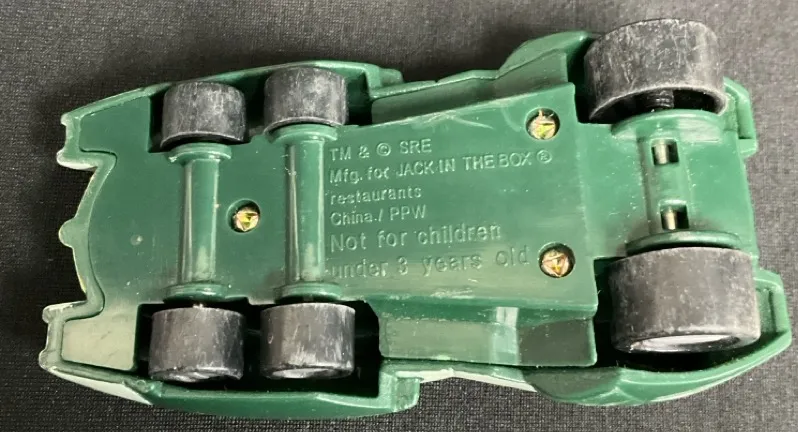 TM & © SRE
Mfg. for JACK IN THE BOX ®
restaurants
China./ PPW
Not for children
under 3 years old